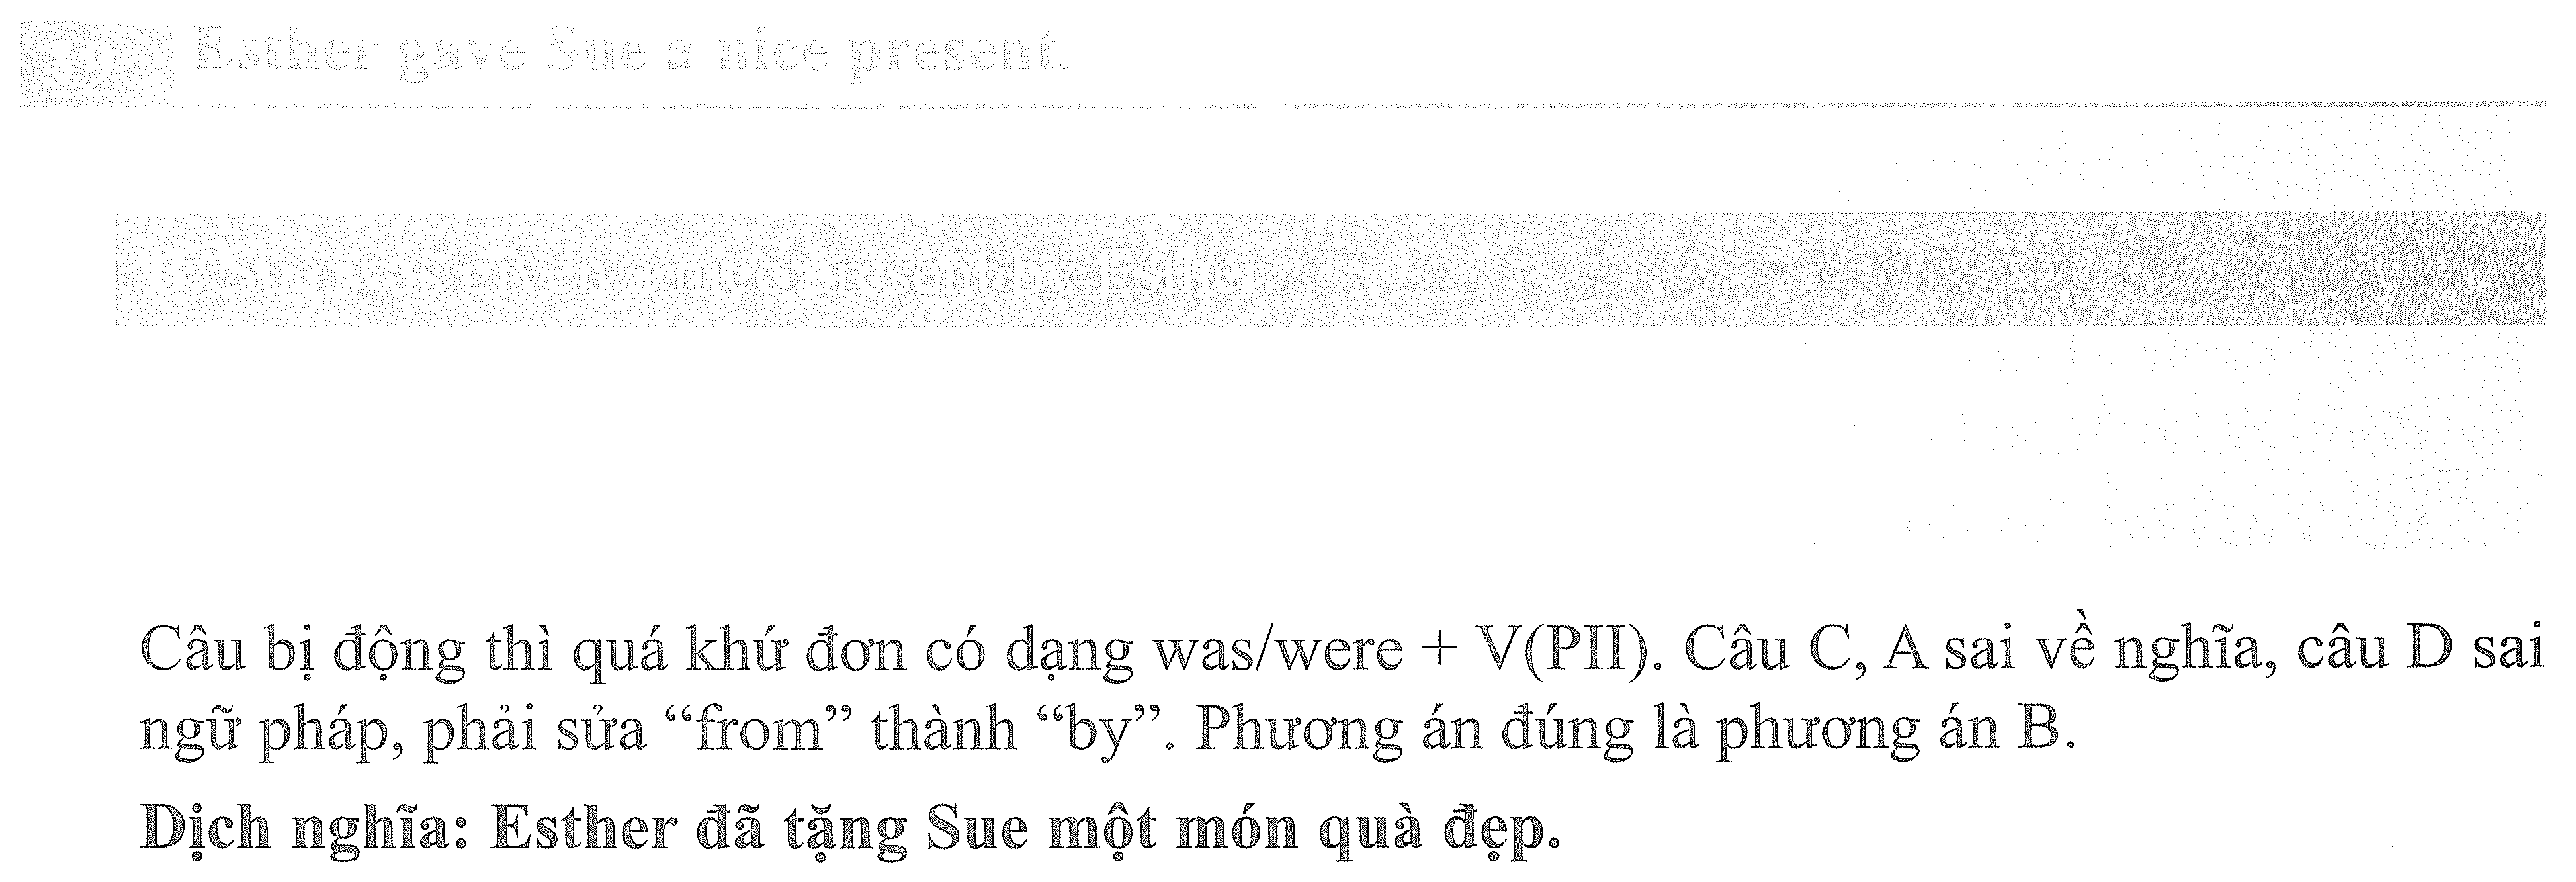 39 Esther gave Sue a nice present.
B. Sue was given a nice present by Esther.
Câu bị động thì quá khứ đơn có dạng was/were + V(PII). Câu C, A sai về nghĩa, câu D sai
ngữ pháp, phải sửa “from” thành “by”. Phương án đúng là phương án B.
Dịch nghĩa: Esther đã tặng Sue một món quà đẹp.